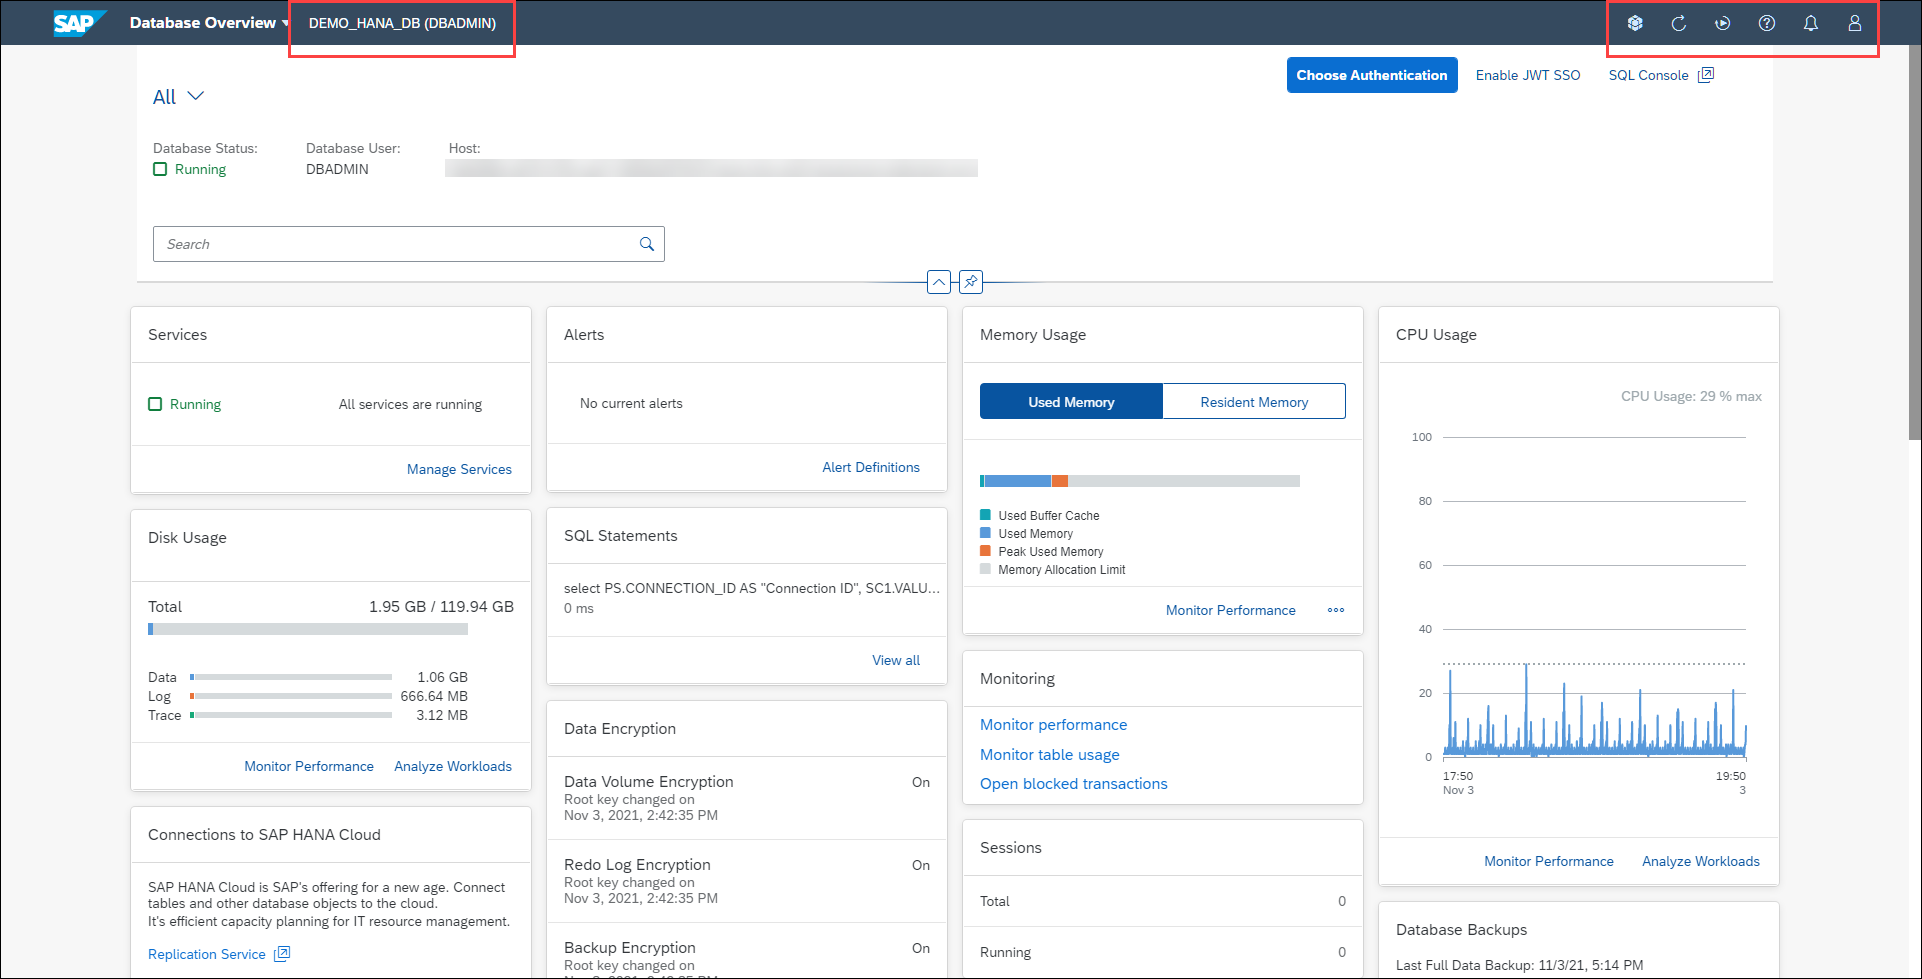 SAP
Database Overview
DEMO_HANA_DB (DBADMIN)
All
Choose Authentication
Enable JWT SSO
SQL Console
Database Status:
Running
Database User:
DBADMIN
Host:
Search
Services
Running
All services are running
Manage Services
Disk Usage
Total
1.95 GB / 119.94 GB
Data
1.06 GB
Log
666.64 MB
Trace
3.12 MB
Monitor Performance
Analyze Workloads
Connections to SAP HANA Cloud
SAP HANA Cloud is SAP's offering for a new age. Connect
tables and other database objects to the cloud.
It's efficient capacity planning for IT resource management.
Replication Service
Alerts
No current alerts
Alert Definitions
SQL Statements
select PS.CONNECTION_ID AS "Connection ID", SC1.VALU...
0 ms
View all
Data Encryption
Data Volume Encryption
On
Root key changed on
Nov 3, 2021, 2:42:35 PM
Redo Log Encryption
On
Root key changed on
Nov 3, 2021, 2:42:35 PM
Backup Encryption
On
Root key changed on
Memory Usage
Used Memory
Resident Memory
Used Buffer Cache
Used Memory
Peak Used Memory
Memory Allocation Limit
Monitor Performance
Monitoring
Monitor performance
Monitor table usage
Open blocked transactions
Sessions
Total
0
Running
0
CPU Usage
CPU Usage: 29 % max
100
80
60
40
20
0
17:50
Nov 3
19:50
3
Monitor Performance
Analyze Workloads
Database Backups
Last Full Data Backup: 11/3/21, 5:14 PM